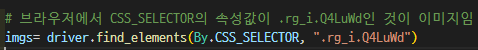 # 브라우저에서 CSS_SELECTOR의 속성값이 .rg_i.Q4LuWd인 것이 이미지임
imgs= driver.find_elements(By.CSS_SELECTOR, ".rg_i.Q4LuWd")